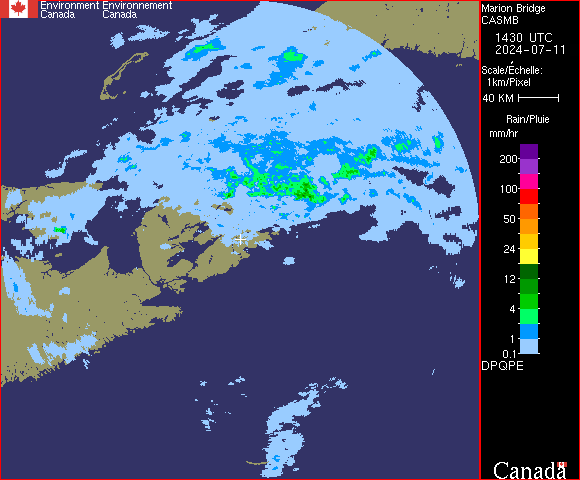 Environment Environnement
Canada Canada
Marion Bridge
CASMB
1430 UTC
2024-07-11
Scale/Echelle:
1km/Pixel
40 KM
Rain/Pluie
mm/hr
200
100
50
24
12
4
1
0.1
DPQPE
Canada